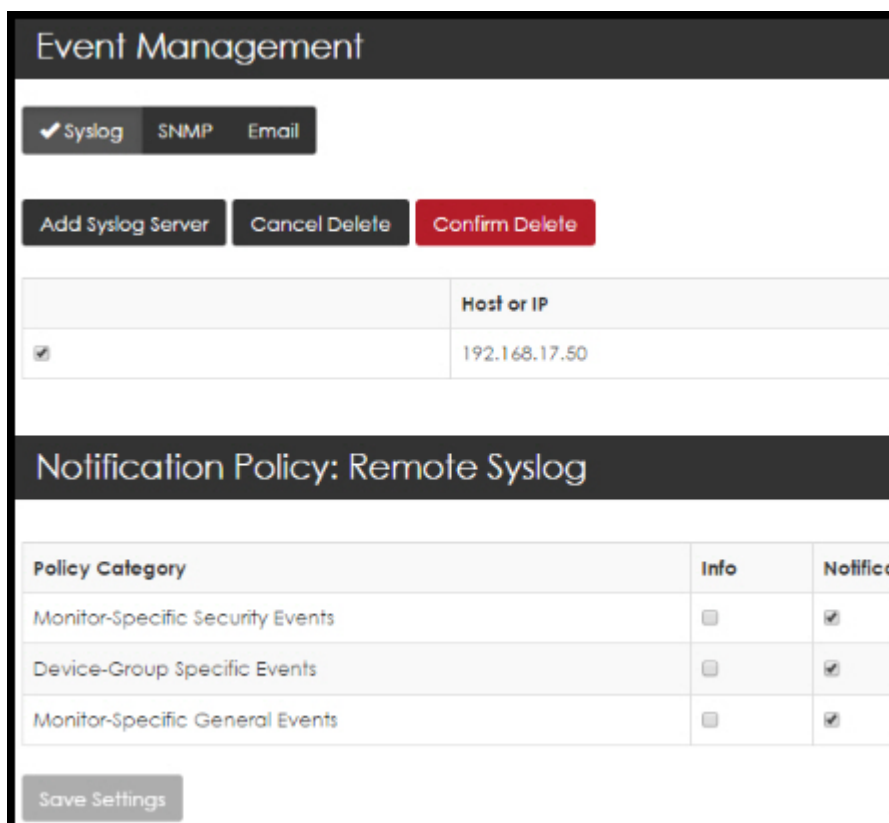 Event Management
Syslog SNMP Email
Add Syslog Server Cancel Delete Confirm Delete
Host or IP
192.168.17.50
Notification Policy: Remote Syslog
Policy Category Info Notific
Monitor-Specific Security Events
Device-Group Specific Events
Monitor-Specific General Events
Save Settings